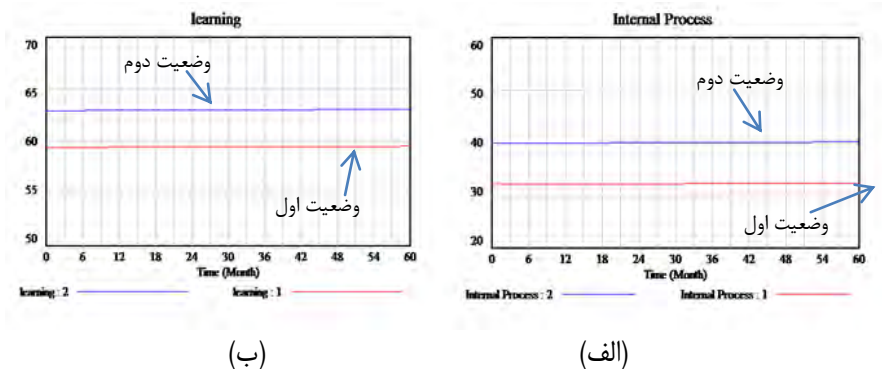 learning
70
65
60
55
50
وضعیت دوم
وضعیت اول
0 6 12 18 24 30 36 42 48 54 60
Time (Month)
learning : 2 learning : 1
(ب)
Internal Process
60
50
40
30
20
وضعیت دوم
وضعیت اول
0 6 12 18 24 30 36 42 48 54 60
Time (Month)
Internal Process : 2 Internal Process : 1
(الف)